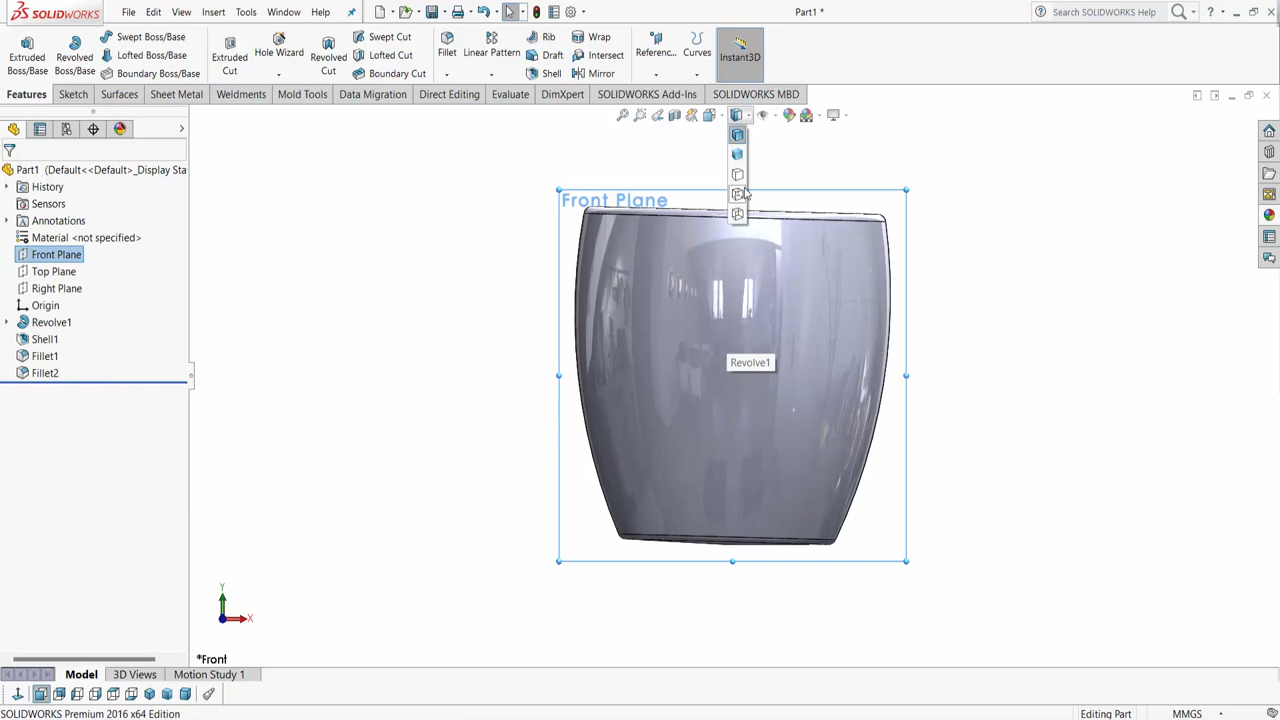 SOLIDWORKS
File Edit View Insert Tools Window Help
Part1 *
Search SOLIDWORKS Help
Extruded Boss/Base
Revolved Boss/Base
Swept Boss/Base
Lofted Boss/Base
Boundary Boss/Base
Extruded Cut
Hole Wizard
Revolved Cut
Swept Cut
Lofted Cut
Boundary Cut
Fillet
Linear Pattern
Rib
Draft
Shell
Wrap
Intersect
Mirror
Referenc...
Curves
Instant3D
Features Sketch Surfaces Sheet Metal Weldments Mold Tools Data Migration Direct Editing Evaluate DimXpert SOLIDWORKS Add-Ins SOLIDWORKS MBD
Part1 (Default<<Default>_Display Sta
History
Sensors
Annotations
Material <not specified>
Front Plane
Top Plane
Right Plane
Origin
Revolve1
Shell1
Fillet1
Fillet2
Front Plane
Revolve1
Y
X
*Front
Model 3D Views Motion Study 1
SOLIDWORKS Premium 2016 x64 Edition
Editing Part
MMGS